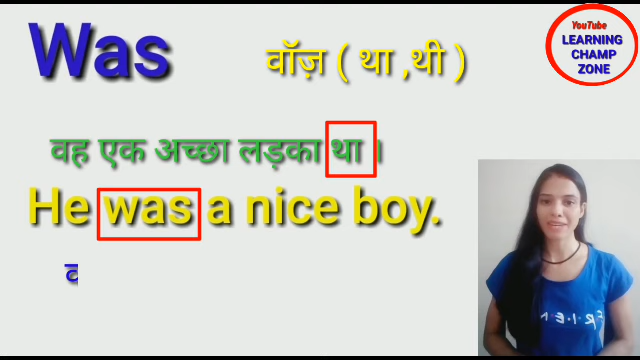 Was
वॉज़ ( था ,थी )
YouTube
LEARNING
CHAMP
ZONE
वह एक अच्छा लड़का था ।
He was a nice boy.